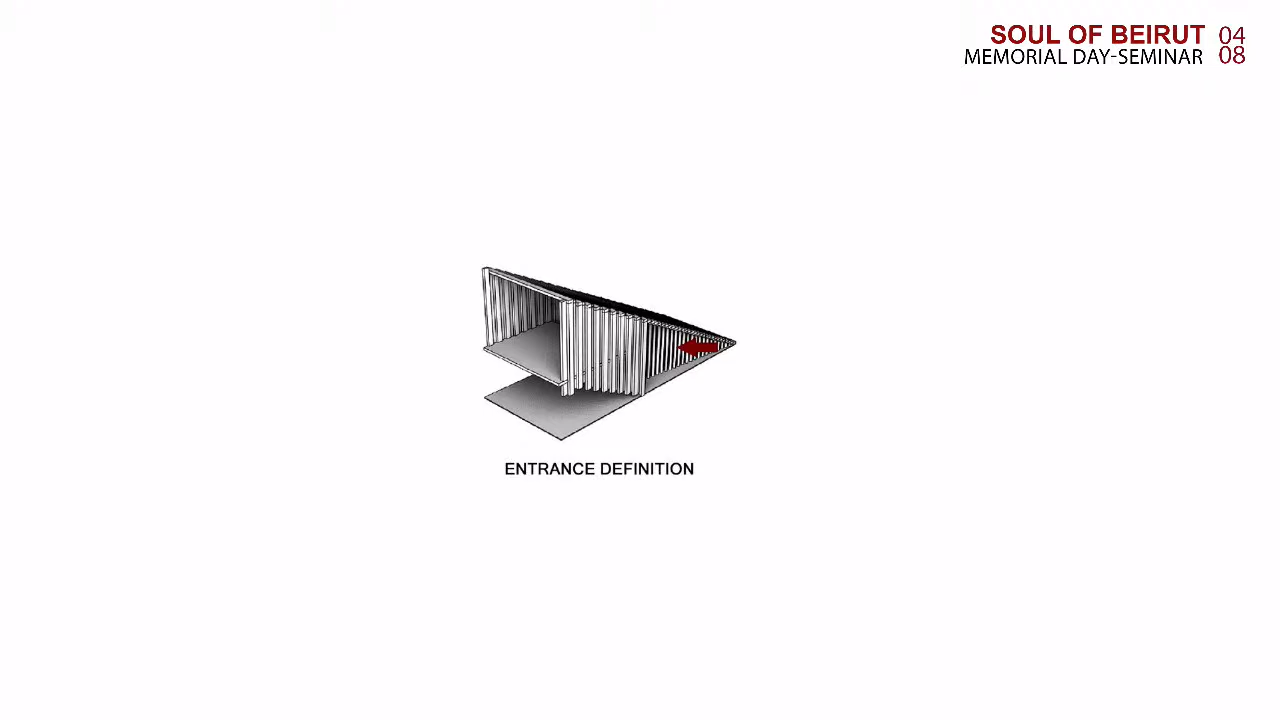 SOUL OF BEIRUT 04
MEMORIAL DAY-SEMINAR 08
ENTRANCE DEFINITION